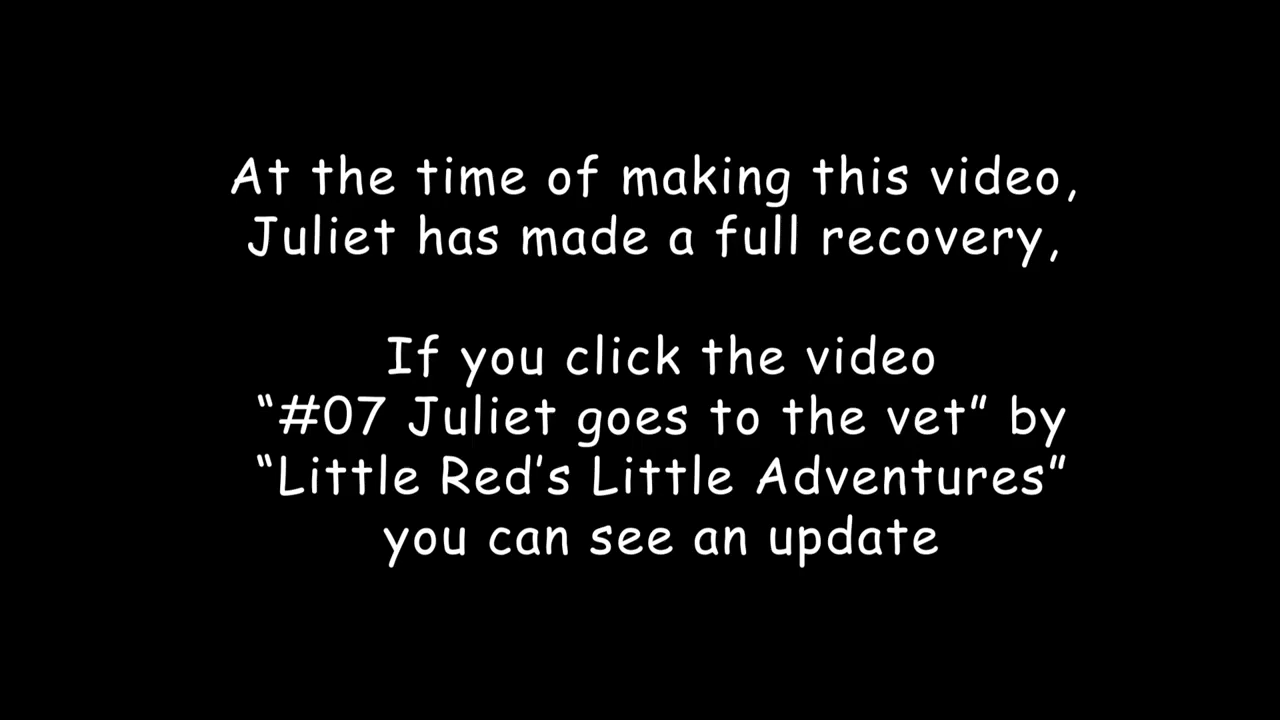 At the time of making this video,
Juliet has made a full recovery,
If you click the video
“#07 Juliet goes to the vet” by
“Little Red’s Little Adventures”
you can see an update